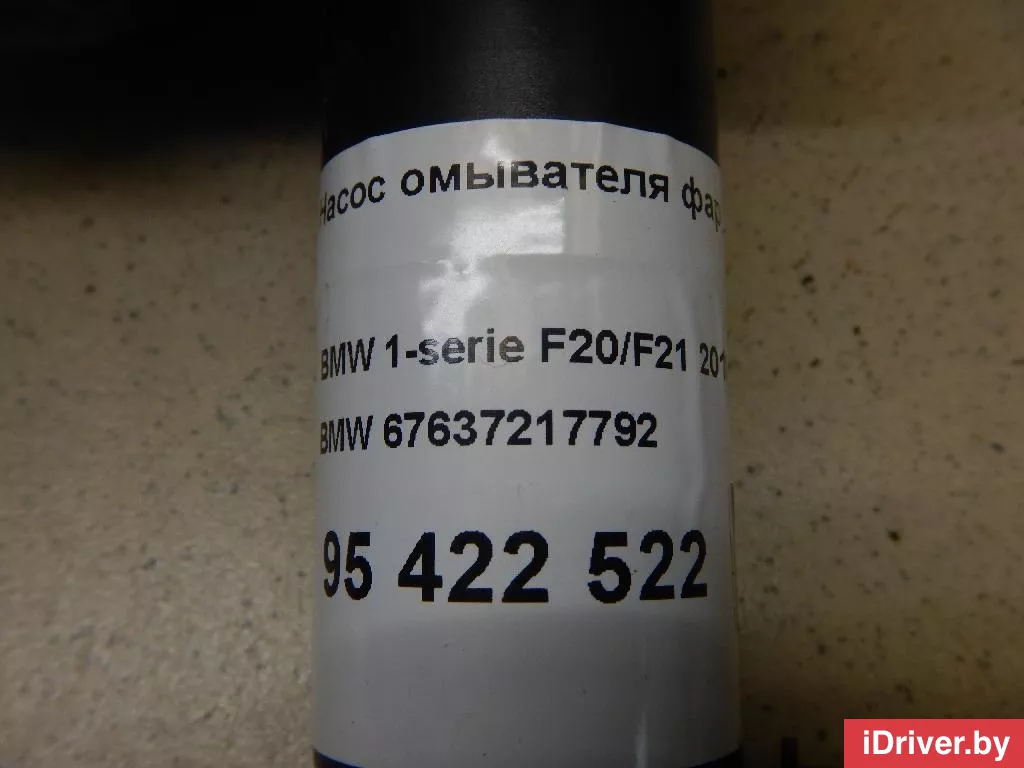 Насос омывателя фар
BMW 1-serie F20/F21 201
BMW 67637217792
95 422 522
iDriver.by